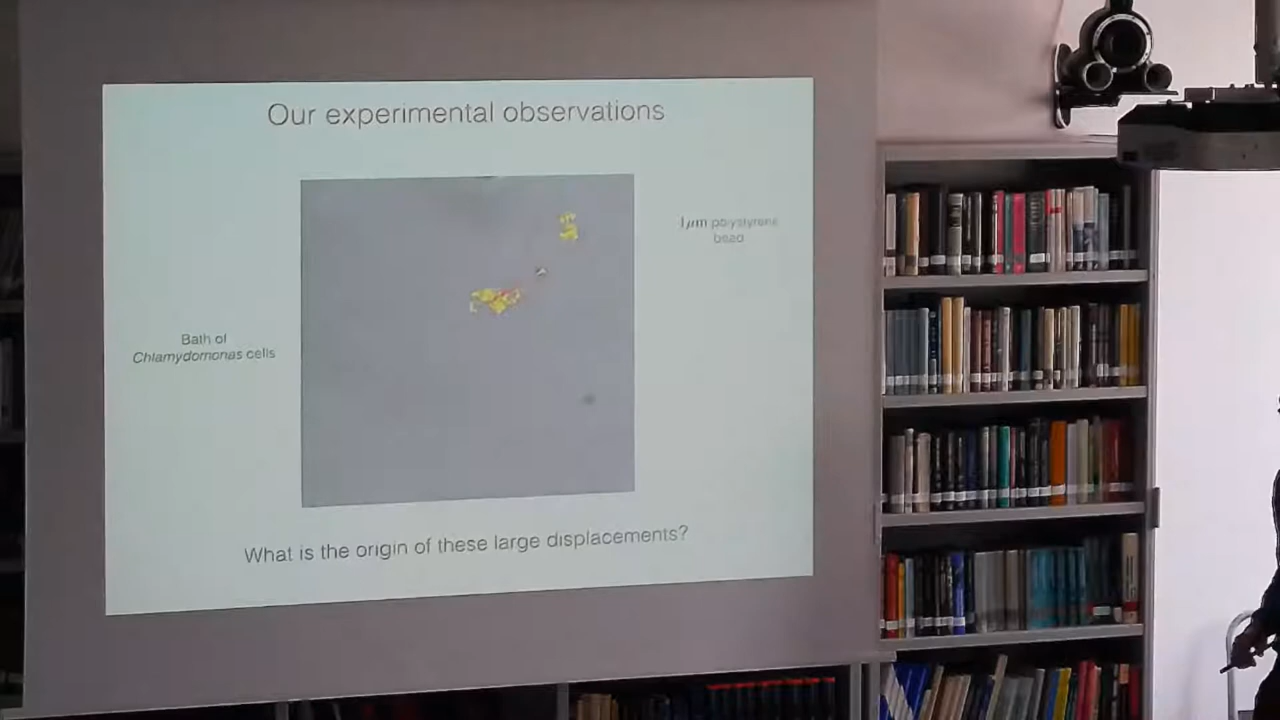 Our experimental observations
1μm polystyrene
bead
Bath of
Chlamydomonas cells
What is the origin of these large displacements?